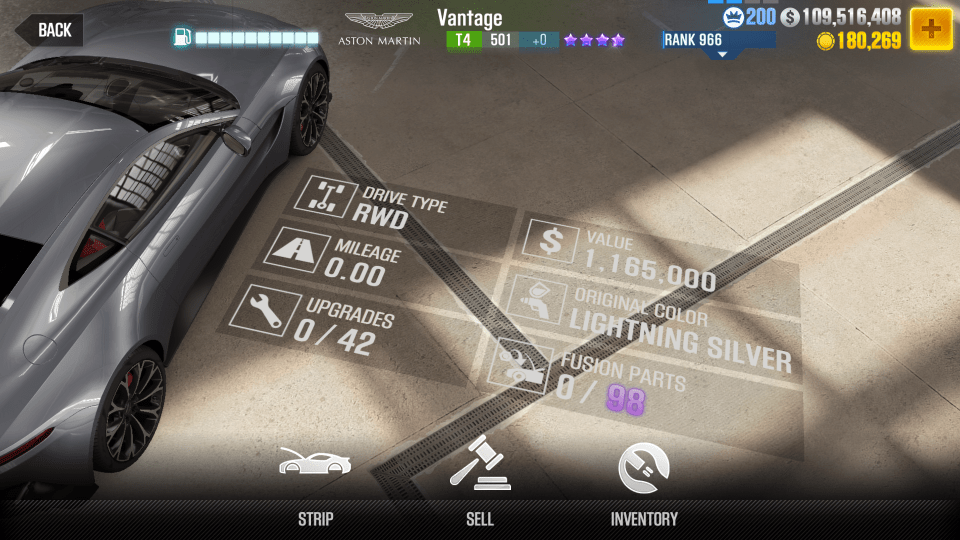 BACK
ASTON MARTIN
Vantage
T4 501 +0
200
$ 109,516,408
RANK 966
180,269
DRIVE TYPE
RWD
MILEAGE
0.00
UPGRADES
0/42
$ VALUE
1,165,000
ORIGINAL COLOR
LIGHTNING SILVER
FUSION PARTS
0/98
STRIP
SELL
INVENTORY